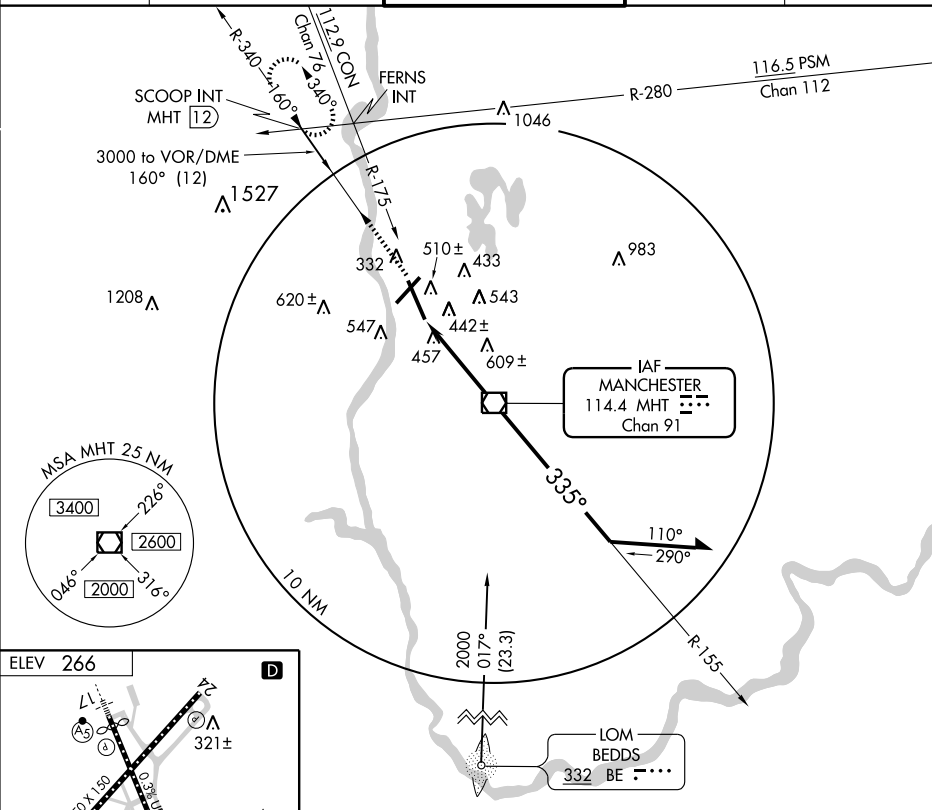 R-340
160°
340°
112.9 CON
Chan 76
FERNS
INT
116.5 PSM
Chan 112
R-280
SCOOP INT
MHT 12
1046
3000 to VOR/DME
160° (12)
R-175
1527
332
510±
433
983
1208
620±
543
547
442±
457
609±
IAF
MANCHESTER
114.4 MHT
Chan 91
335°
110°
290°
MSA MHT 25 NM
3400
226°
2600
046°
2000
316°
10 NM
2000
017°
(23.3)
R-155
ELEV 266
D
17
24
A5
P
P
321±
0 X 150
0.3% U
LOM
BEDDS
332 BE